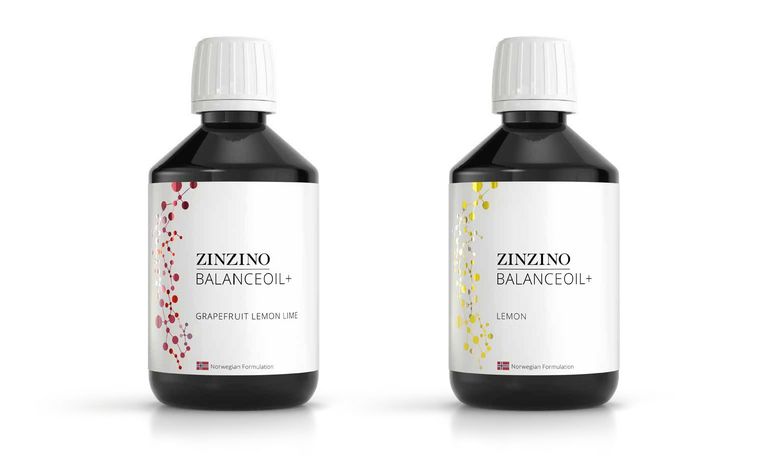 ZINZINO
BALANCEOIL+
GRAPEFRUIT LEMON LIME
Norwegian Formulation
ZINZINO
BALANCEOIL+
LEMON
Norwegian Formulation